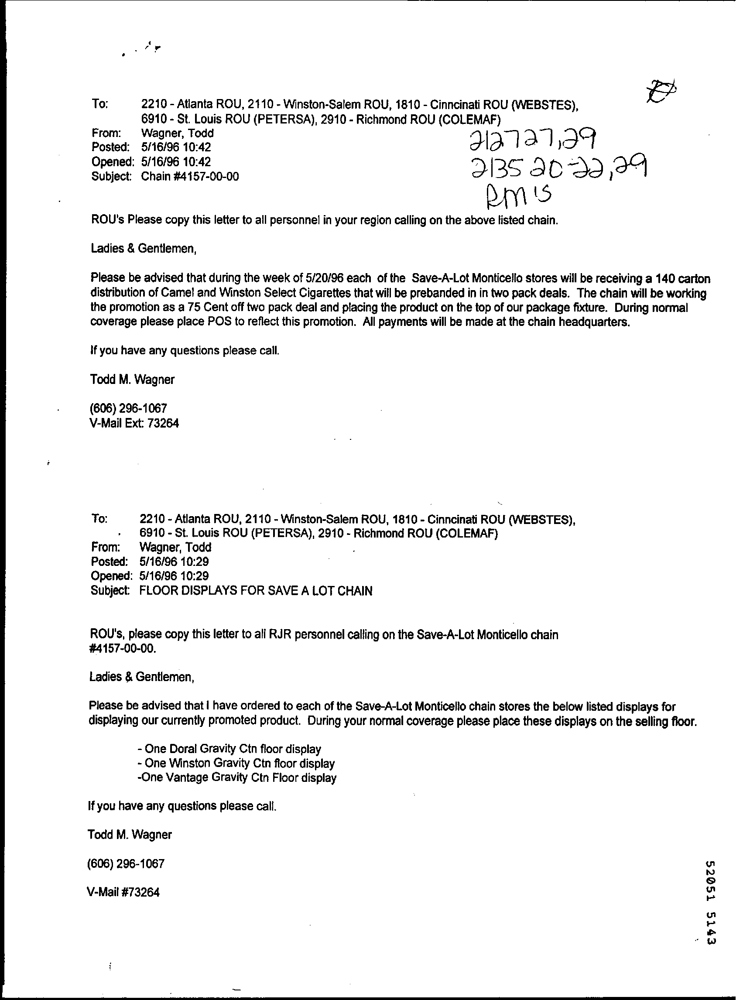 To: 2210 - Atlanta ROU, 2110 - Winston-Salem ROU, 1810 - Cinncinati ROU (WEBSTES),
6910 - St. Louis ROU (PETERSA), 2910 - Richmond ROU (COLEMAF)
From: Wagner, Todd
Posted: 5/16/96 10:42
Opened: 5/16/96 10:42
Subject: Chain #4157-00-00
212727,29
2135 20-22,29
RM'S
ROU's Please copy this letter to all personnel in your region calling on the above listed chain.
Ladies & Gentlemen,
Please be advised that during the week of 5/20/96 each of the Save-A-Lot Monticello stores will be receiving a 140 carton
distribution of Camel and Winston Select Cigarettes that will be prebanded in in two pack deals. The chain will be working
the promotion as a 75 Cent off two pack deal and placing the product on the top of our package fixture. During normal
coverage please place POS to reflect this promotion. All payments will be made at the chain headquarters.
If you have any questions please call.
Todd M. Wagner
(606) 296-1067
V-Mail Ext: 73264
To: 2210 - Atlanta ROU, 2110 - Winston-Salem ROU, 1810 - Cinncinati ROU (WEBSTES),
6910 - St. Louis ROU (PETERSA), 2910 - Richmond ROU (COLEMAF)
From: Wagner, Todd
Posted: 5/16/96 10:29
Opened: 5/16/96 10:29
Subject: FLOOR DISPLAYS FOR SAVE A LOT CHAIN
ROU's, please copy this letter to all RJR personnel calling on the Save-A-Lot Monticello chain
#4157-00-00.
Ladies & Gentlemen,
Please be advised that I have ordered to each of the Save-A-Lot Monticello chain stores the below listed displays for
displaying our currently promoted product. During your normal coverage please place these displays on the selling floor.
- One Doral Gravity Ctn floor display
- One Winston Gravity Ctn floor display
-One Vantage Gravity Ctn Floor display
If you have any questions please call.
Todd M. Wagner
(606) 296-1067
V-Mail #73264
52051 5143